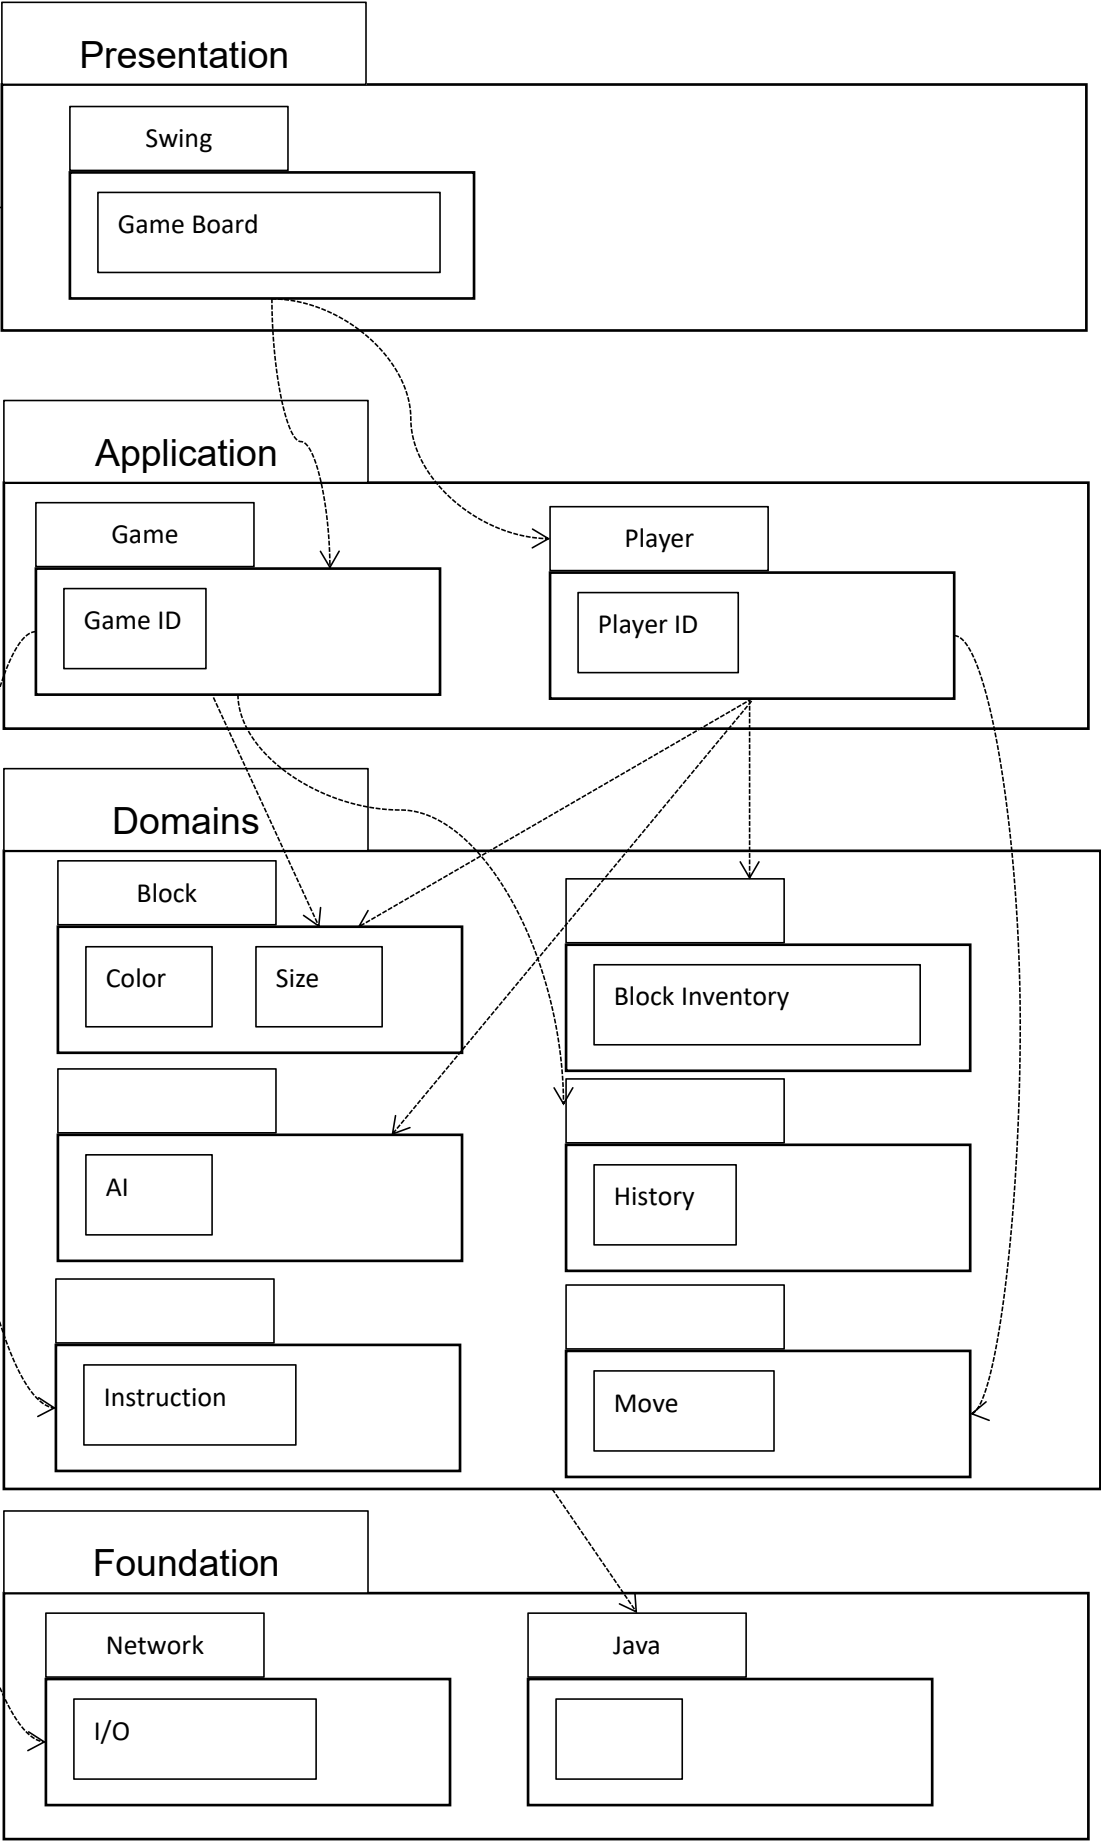 Presentation
Swing
Game Board
Application
Game
Player
Game ID
Player ID
Domains
Block
Color
Size
Block Inventory
AI
History
Instruction
Move
Foundation
Network
Java
I/O